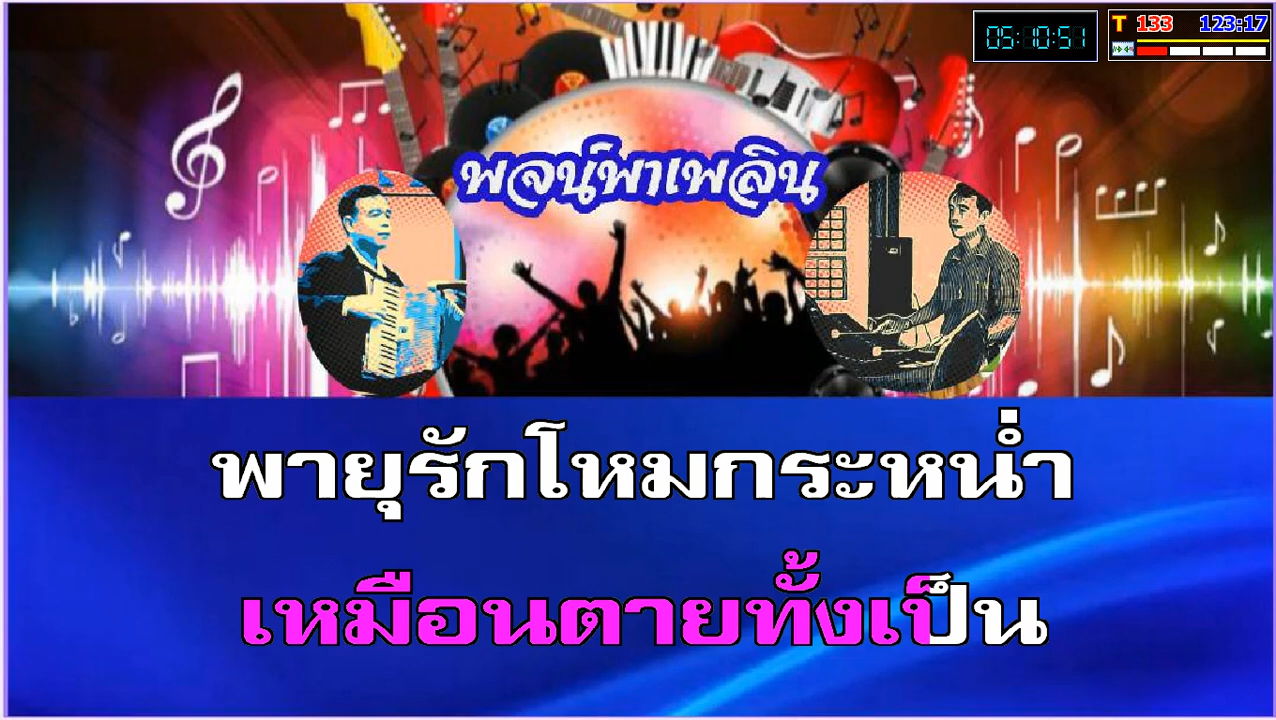 05:10:51
T 133 123:17
พจน์พาเพลิน
พายุรักโหมกระหน่ำ
เหมือนตายทั้งเป็น